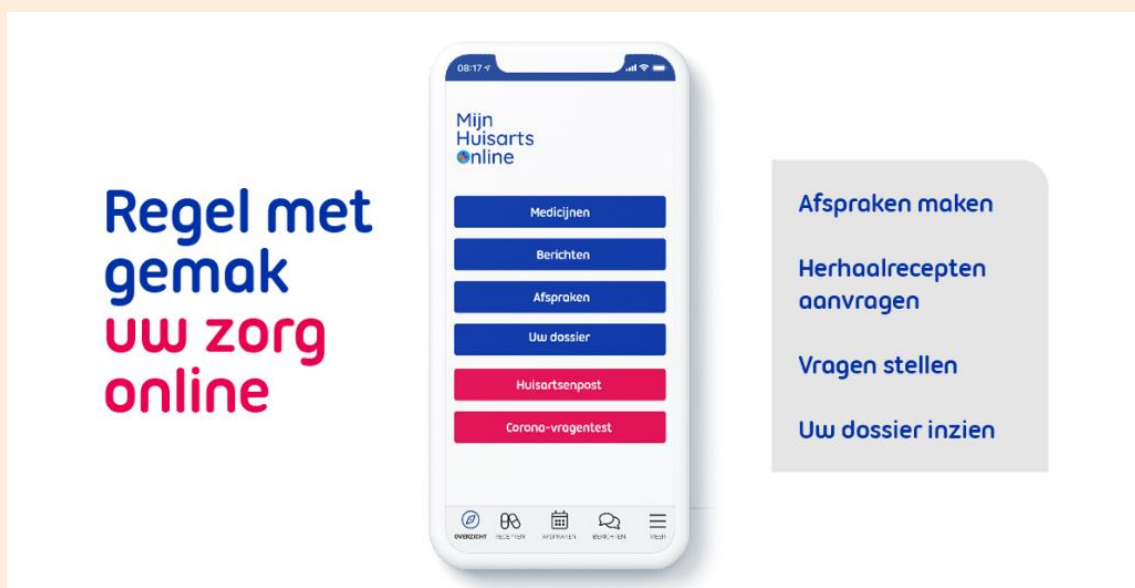 Regel met
gemak
uw zorg
online
08:17
Mijn
Huisarts
Online
Medicijnen
Berichten
Afspraken
Uw dossier
Huisartsenpost
Corona-vragentest
OVERZICHT RECEPTEN AFSPRAKEN BERICHTEN MEER
Afspraken maken
Herhaalrecepten
aanvragen
Vragen stellen
Uw dossier inzien